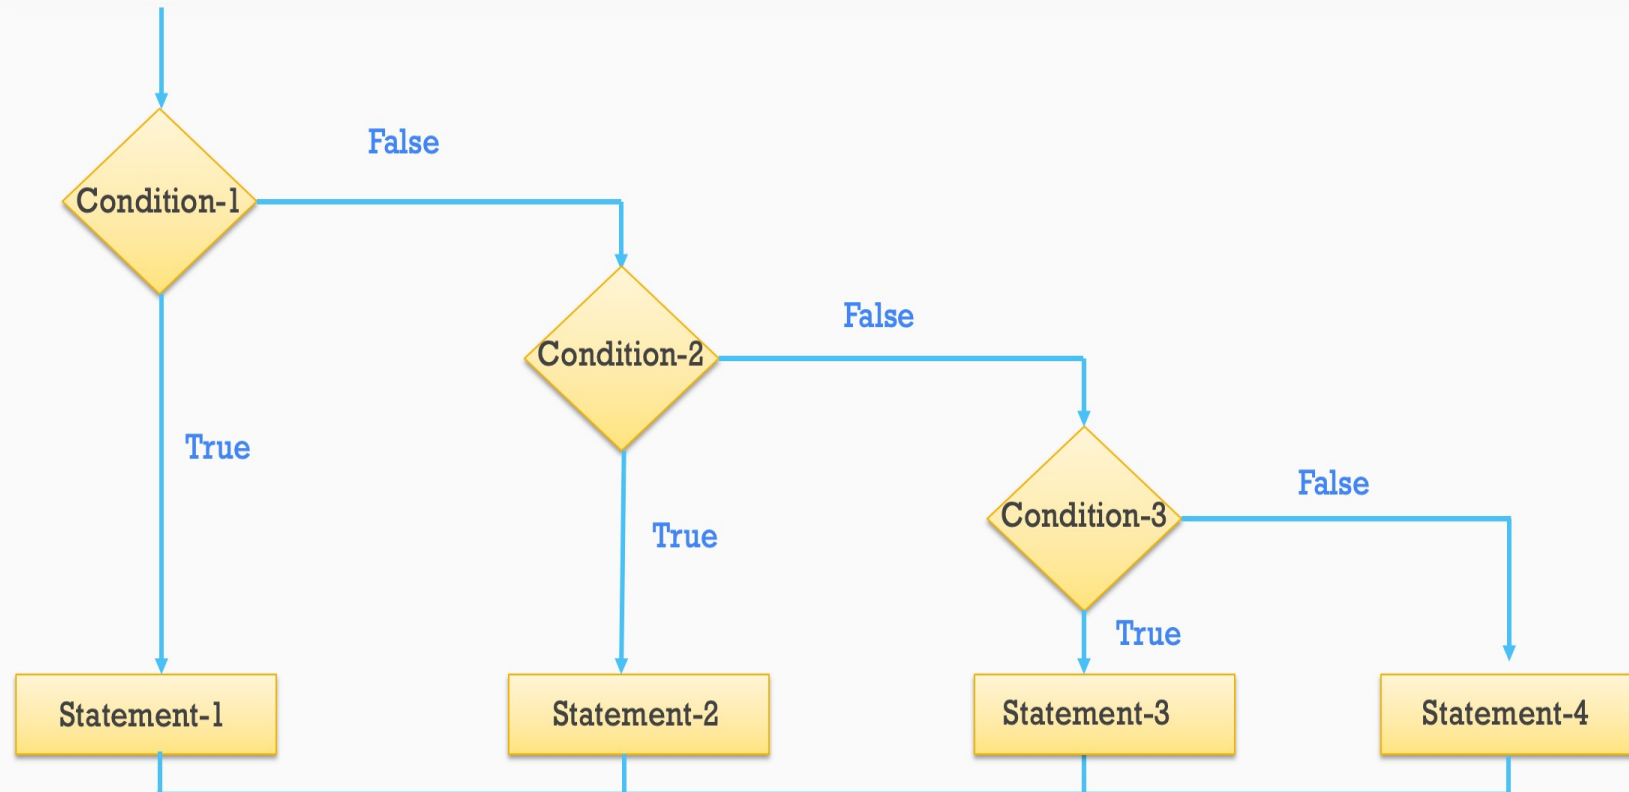 False
Condition-1
False
Condition-2
True
False
Condition-3
True
True
Statement-1
Statement-2
Statement-3
Statement-4